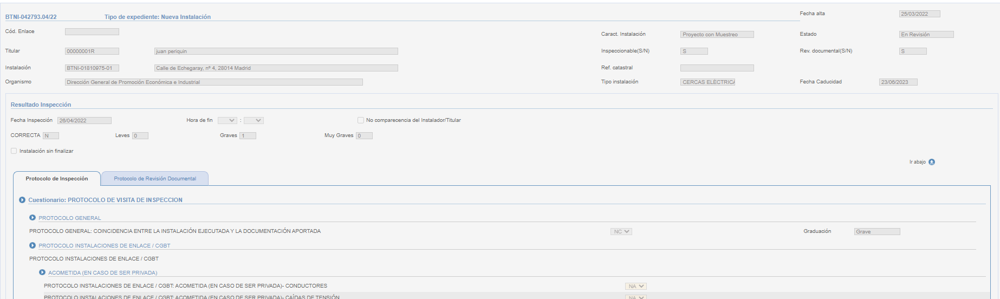 BTNI-042793.04/22 Tipo de expediente: Nueva Instalación Fecha alta 25/03/2022
Cód. Enlace Caract. Instalación Proyecto con Muestreo Estado En Revisión
Titular 00000001R juan periquin Inspeccionable(S/N) S Rev. documental(S/N) S
Instalación BTNI-01810975-01 Calle de Echegaray, nº 4, 28014 Madrid Ref. catastral
Organismo Dirección General de Promoción Económica e Industrial Tipo instalación CERCAS ELÉCTRICA Fecha Caducidad 23/06/2023
Resultado Inspección
Fecha Inspección 26/04/2022 Hora de fin : No comparecencia del Instalador/Titular
CORRECTA N Leves 0 Graves 1 Muy Graves 0
Instalación sin finalizar
Ir abajo
Protocolo de Inspección Protocolo de Revisión Documental
Cuestionario: PROTOCOLO DE VISITA DE INSPECCION
PROTOCOLO GENERAL
PROTOCOLO GENERAL: COINCIDENCIA ENTRE LA INSTALACIÓN EJECUTADA Y LA DOCUMENTACIÓN APORTADA NC Graduación Grave
PROTOCOLO INSTALACIONES DE ENLACE / CGBT
PROTOCOLO INSTALACIONES DE ENLACE / CGBT
ACOMETIDA (EN CASO DE SER PRIVADA)
PROTOCOLO INSTALACIONES DE ENLACE / CGBT: ACOMETIDA (EN CASO DE SER PRIVADA)- CONDUCTORES NA
PROTOCOLO INSTALACIONES DE ENLACE / CGBT: ACOMETIDA (EN CASO DE SER PRIVADA)- CAÍDAS DE TENSIÓN NA